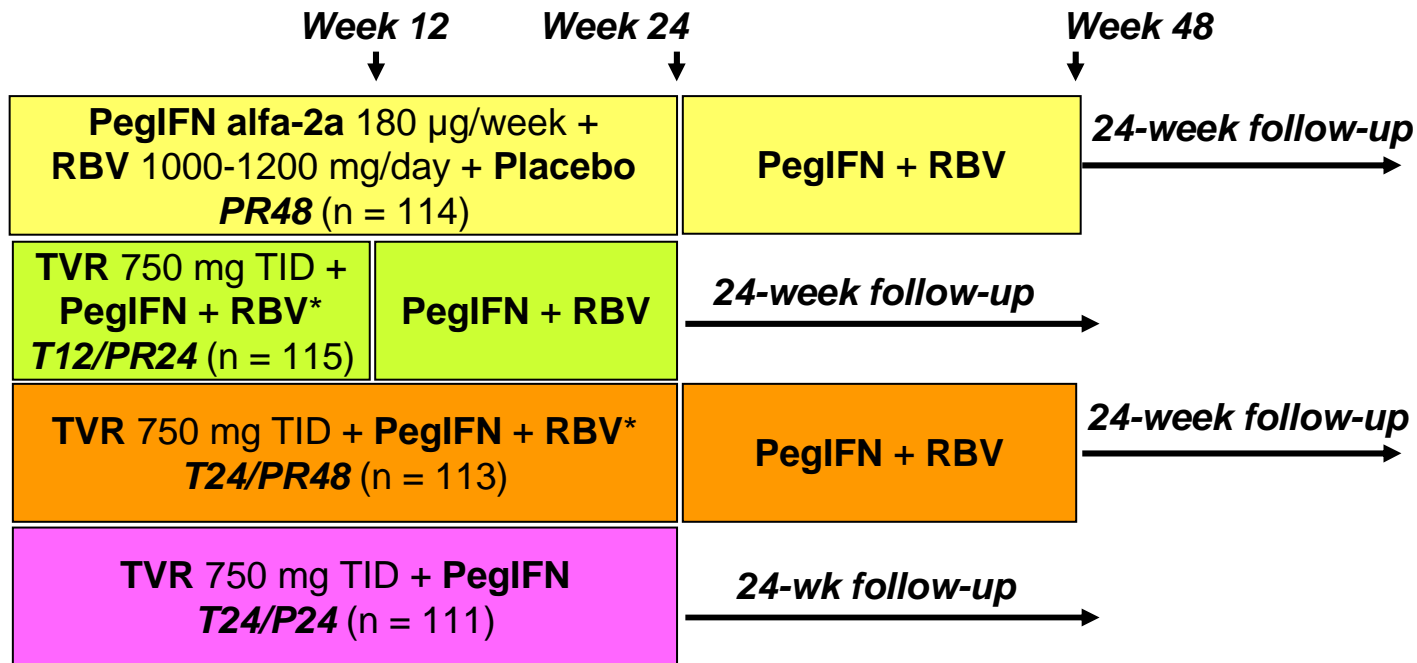 Week 12
Week 24
Week 48
PegIFN alfa-2a 180 µg/week +
RBV 1000-1200 mg/day + Placebo
PR48 (n = 114)
PegIFN + RBV
24-week follow-up
TVR 750 mg TID +
PegIFN + RBV*
T12/PR24 (n = 115)
PegIFN + RBV
24-week follow-up
TVR 750 mg TID + PegIFN + RBV*
T24/PR48 (n = 113)
PegIFN + RBV
24-week follow-up
TVR 750 mg TID + PegIFN
T24/P24 (n = 111)
24-wk follow-up